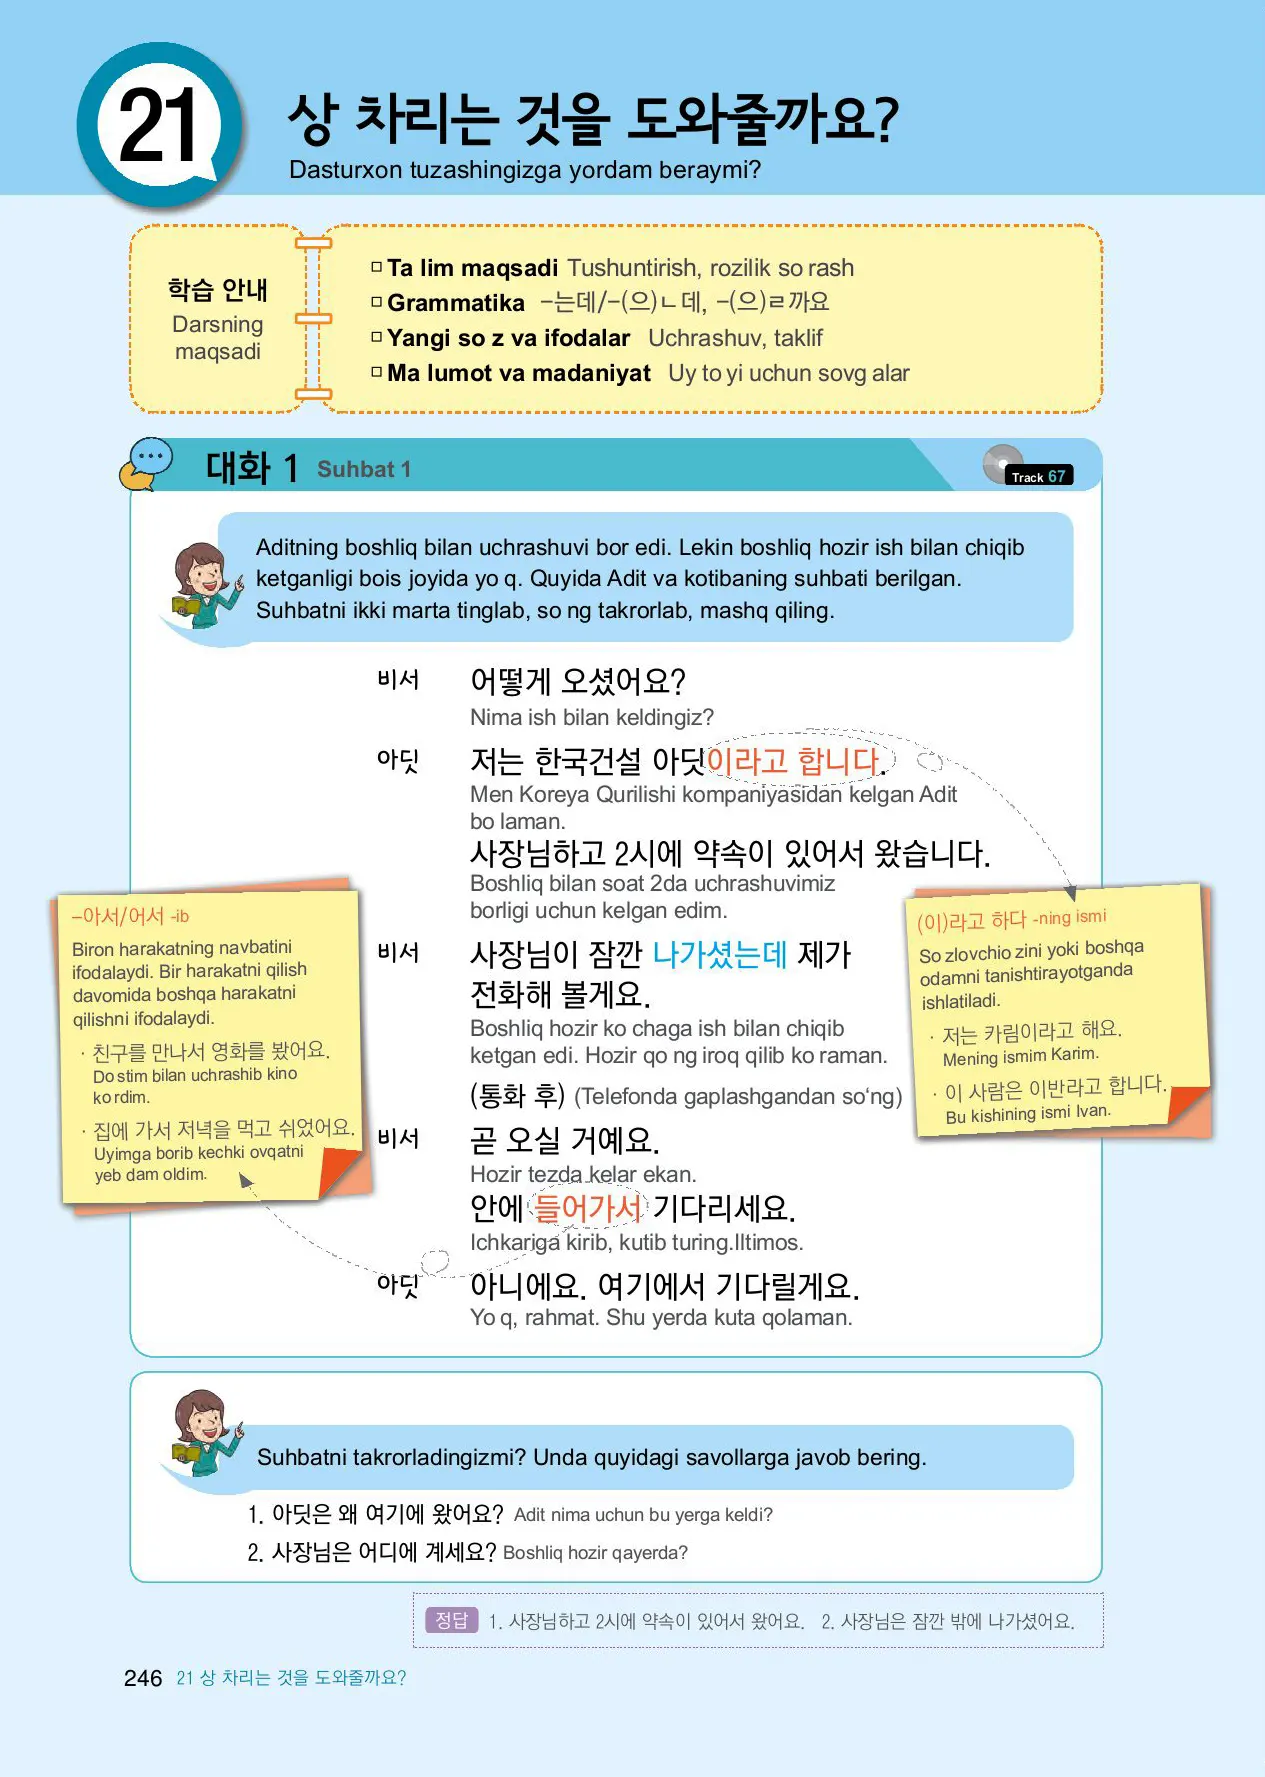 21
상 차리는 것을 도와줄까요?
Dasturxon tuzashingizga yordam beraymi?
학습 안내
Darsning
maqsadi
Ta lim maqsadi Tushuntirish, rozilik so rash
Grammatika -는데/-(으)ㄴ데, -(으)ㄹ까요
Yangi so z va ifodalar Uchrashuv, taklif
Ma lumot va madaniyat Uy to yi uchun sovg alar
대화 1 Suhbat 1
Track 67
Aditning boshliq bilan uchrashuvi bor edi. Lekin boshliq hozir ish bilan chiqib
ketganligi bois joyida yo q. Quyida Adit va kotibaning suhbati berilgan.
Suhbatni ikki marta tinglab, so ng takrorlab, mashq qiling.
비서 어떻게 오셨어요?
Nima ish bilan keldingiz?
아딧 저는 한국건설 아딧이라고 합니다.
Men Koreya Qurilishi kompaniyasidan kelgan Adit
bo laman.
사장님하고 2시에 약속이 있어서 왔습니다.
Boshliq bilan soat 2da uchrashuvimiz
borligi uchun kelgan edim.
비서 사장님이 잠깐 나가셨는데 제가
전화해 볼게요.
Boshliq hozir ko chaga ish bilan chiqib
ketgan edi. Hozir qo ng iroq qilib ko raman.
(통화 후) (Telefonda gaplashgandan so‘ng)
비서 곧 오실 거예요.
Hozir tezda kelar ekan.
안에 들어가서 기다리세요.
Ichkariga kirib, kutib turing.Iltimos.
아딧 아니에요. 여기에서 기다릴게요.
Yo q, rahmat. Shu yerda kuta qolaman.
-아서/어서 -ib
Biron harakatning navbatini
ifodalaydi. Bir harakatni qilish
davomida boshqa harakatni
qilishni ifodalaydi.
· 친구를 만나서 영화를 봤어요.
Do stim bilan uchrashib kino
ko rdim.
· 집에 가서 저녁을 먹고 쉬었어요.
Uyimga borib kechki ovqatni
yeb dam oldim.
(이)라고 하다 -ning ismi
So zlovchio zini yoki boshqa
odamni tanishtirayotganda
ishlatiladi.
· 저는 카림이라고 해요.
Mening ismim Karim.
· 이 사람은 이반라고 합니다.
Bu kishining ismi Ivan.
Suhbatni takrorladingizmi? Unda quyidagi savollarga javob bering.
1. 아딧은 왜 여기에 왔어요? Adit nima uchun bu yerga keldi?
2. 사장님은 어디에 계세요? Boshliq hozir qayerda?
정답 1. 사장님하고 2시에 약속이 있어서 왔어요. 2. 사장님은 잠깐 밖에 나가셨어요.
246 21 상 차리는 것을 도와줄까요?